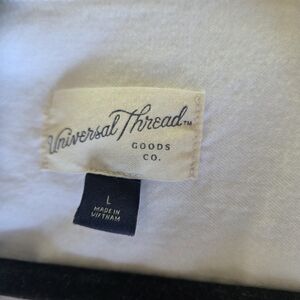 Universal Thread™
GOODS
CO.
L
MADE IN
VIETNAM